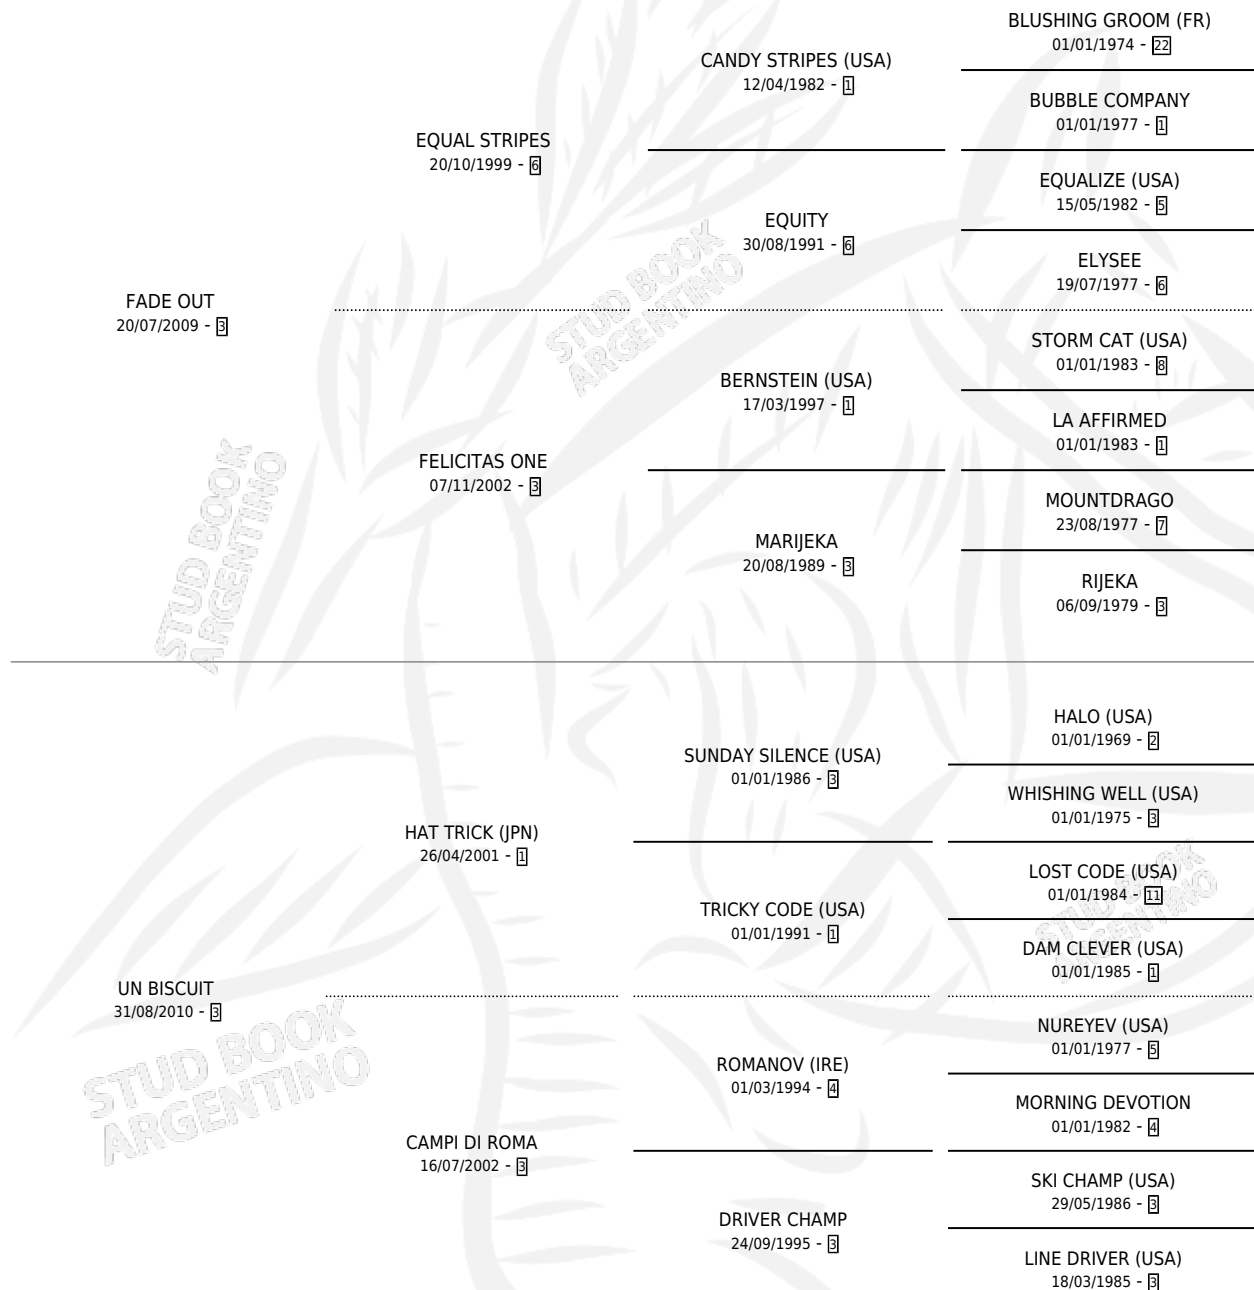 BLUSHING GROOM (FR)
01/01/1974 - 22
CANDY STRIPES (USA)
12/04/1982 - 1
BUBBLE COMPANY
01/01/1977 - 1
EQUAL STRIPES
20/10/1999 - 6
EQUALIZE (USA)
15/05/1982 - 5
EQUITY
30/08/1991 - 6
ELYSEE
19/07/1977 - 6
FADE OUT
20/07/2009 - 3
STORM CAT (USA)
01/01/1983 - 8
BERNSTEIN (USA)
17/03/1997 - 1
LA AFFIRMED
01/01/1983 - 1
FELICITAS ONE
07/11/2002 - 3
MOUNTDRAGO
23/08/1977 - 7
MARIJEKA
20/08/1989 - 3
RIJEKA
06/09/1979 - 3
HALO (USA)
01/01/1969 - 2
SUNDAY SILENCE (USA)
01/01/1986 - 3
WHISHING WELL (USA)
01/01/1975 - 3
HAT TRICK (JPN)
26/04/2001 - 1
LOST CODE (USA)
01/01/1984 - 11
TRICKY CODE (USA)
01/01/1991 - 1
DAM CLEVER (USA)
01/01/1985 - 1
UN BISCUIT
31/08/2010 - 3
NUREYEV (USA)
01/01/1977 - 5
ROMANOV (IRE)
01/03/1994 - 4
MORNING DEVOTION
01/01/1982 - 4
CAMPI DI ROMA
16/07/2002 - 3
SKI CHAMP (USA)
29/05/1986 - 3
DRIVER CHAMP
24/09/1995 - 3
LINE DRIVER (USA)
18/03/1985 - 3
STUD BOOK
ARGENTINO
STUD BOOK
ARGENTINO
STUD BOOK
ARGENTINO
STUD BOOK
ARGENTINO